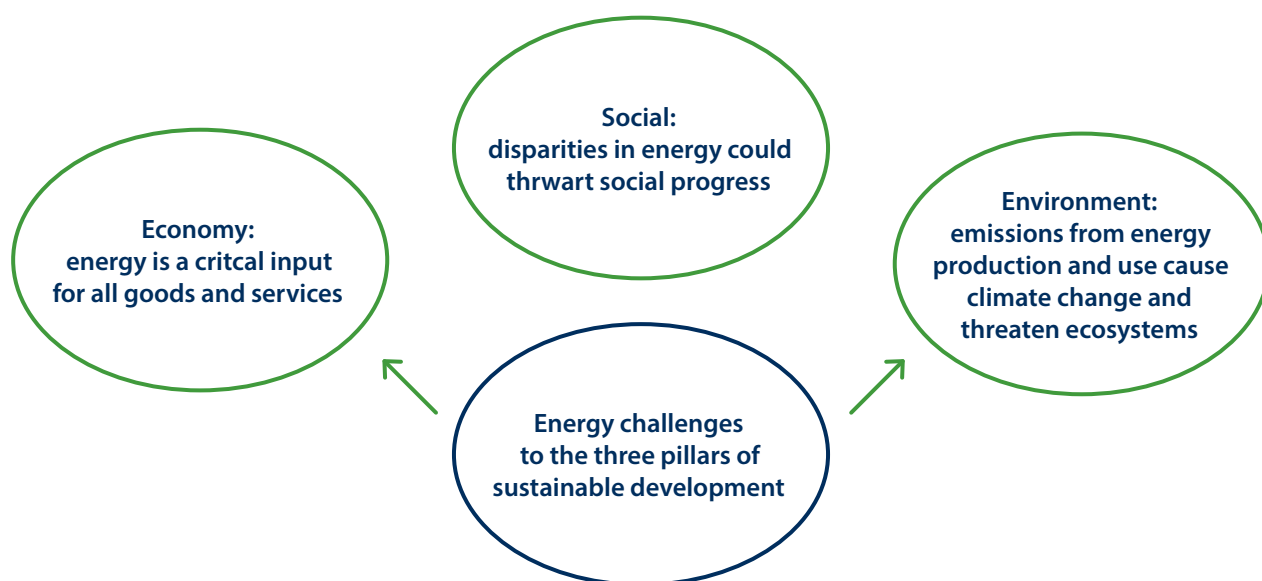 Social:
disparities in energy could
thrwart social progress
Economy:
energy is a critcal input
for all goods and services
Environment:
emissions from energy
production and use cause
climate change and
threaten ecosystems
Energy challenges
to the three pillars of
sustainable development